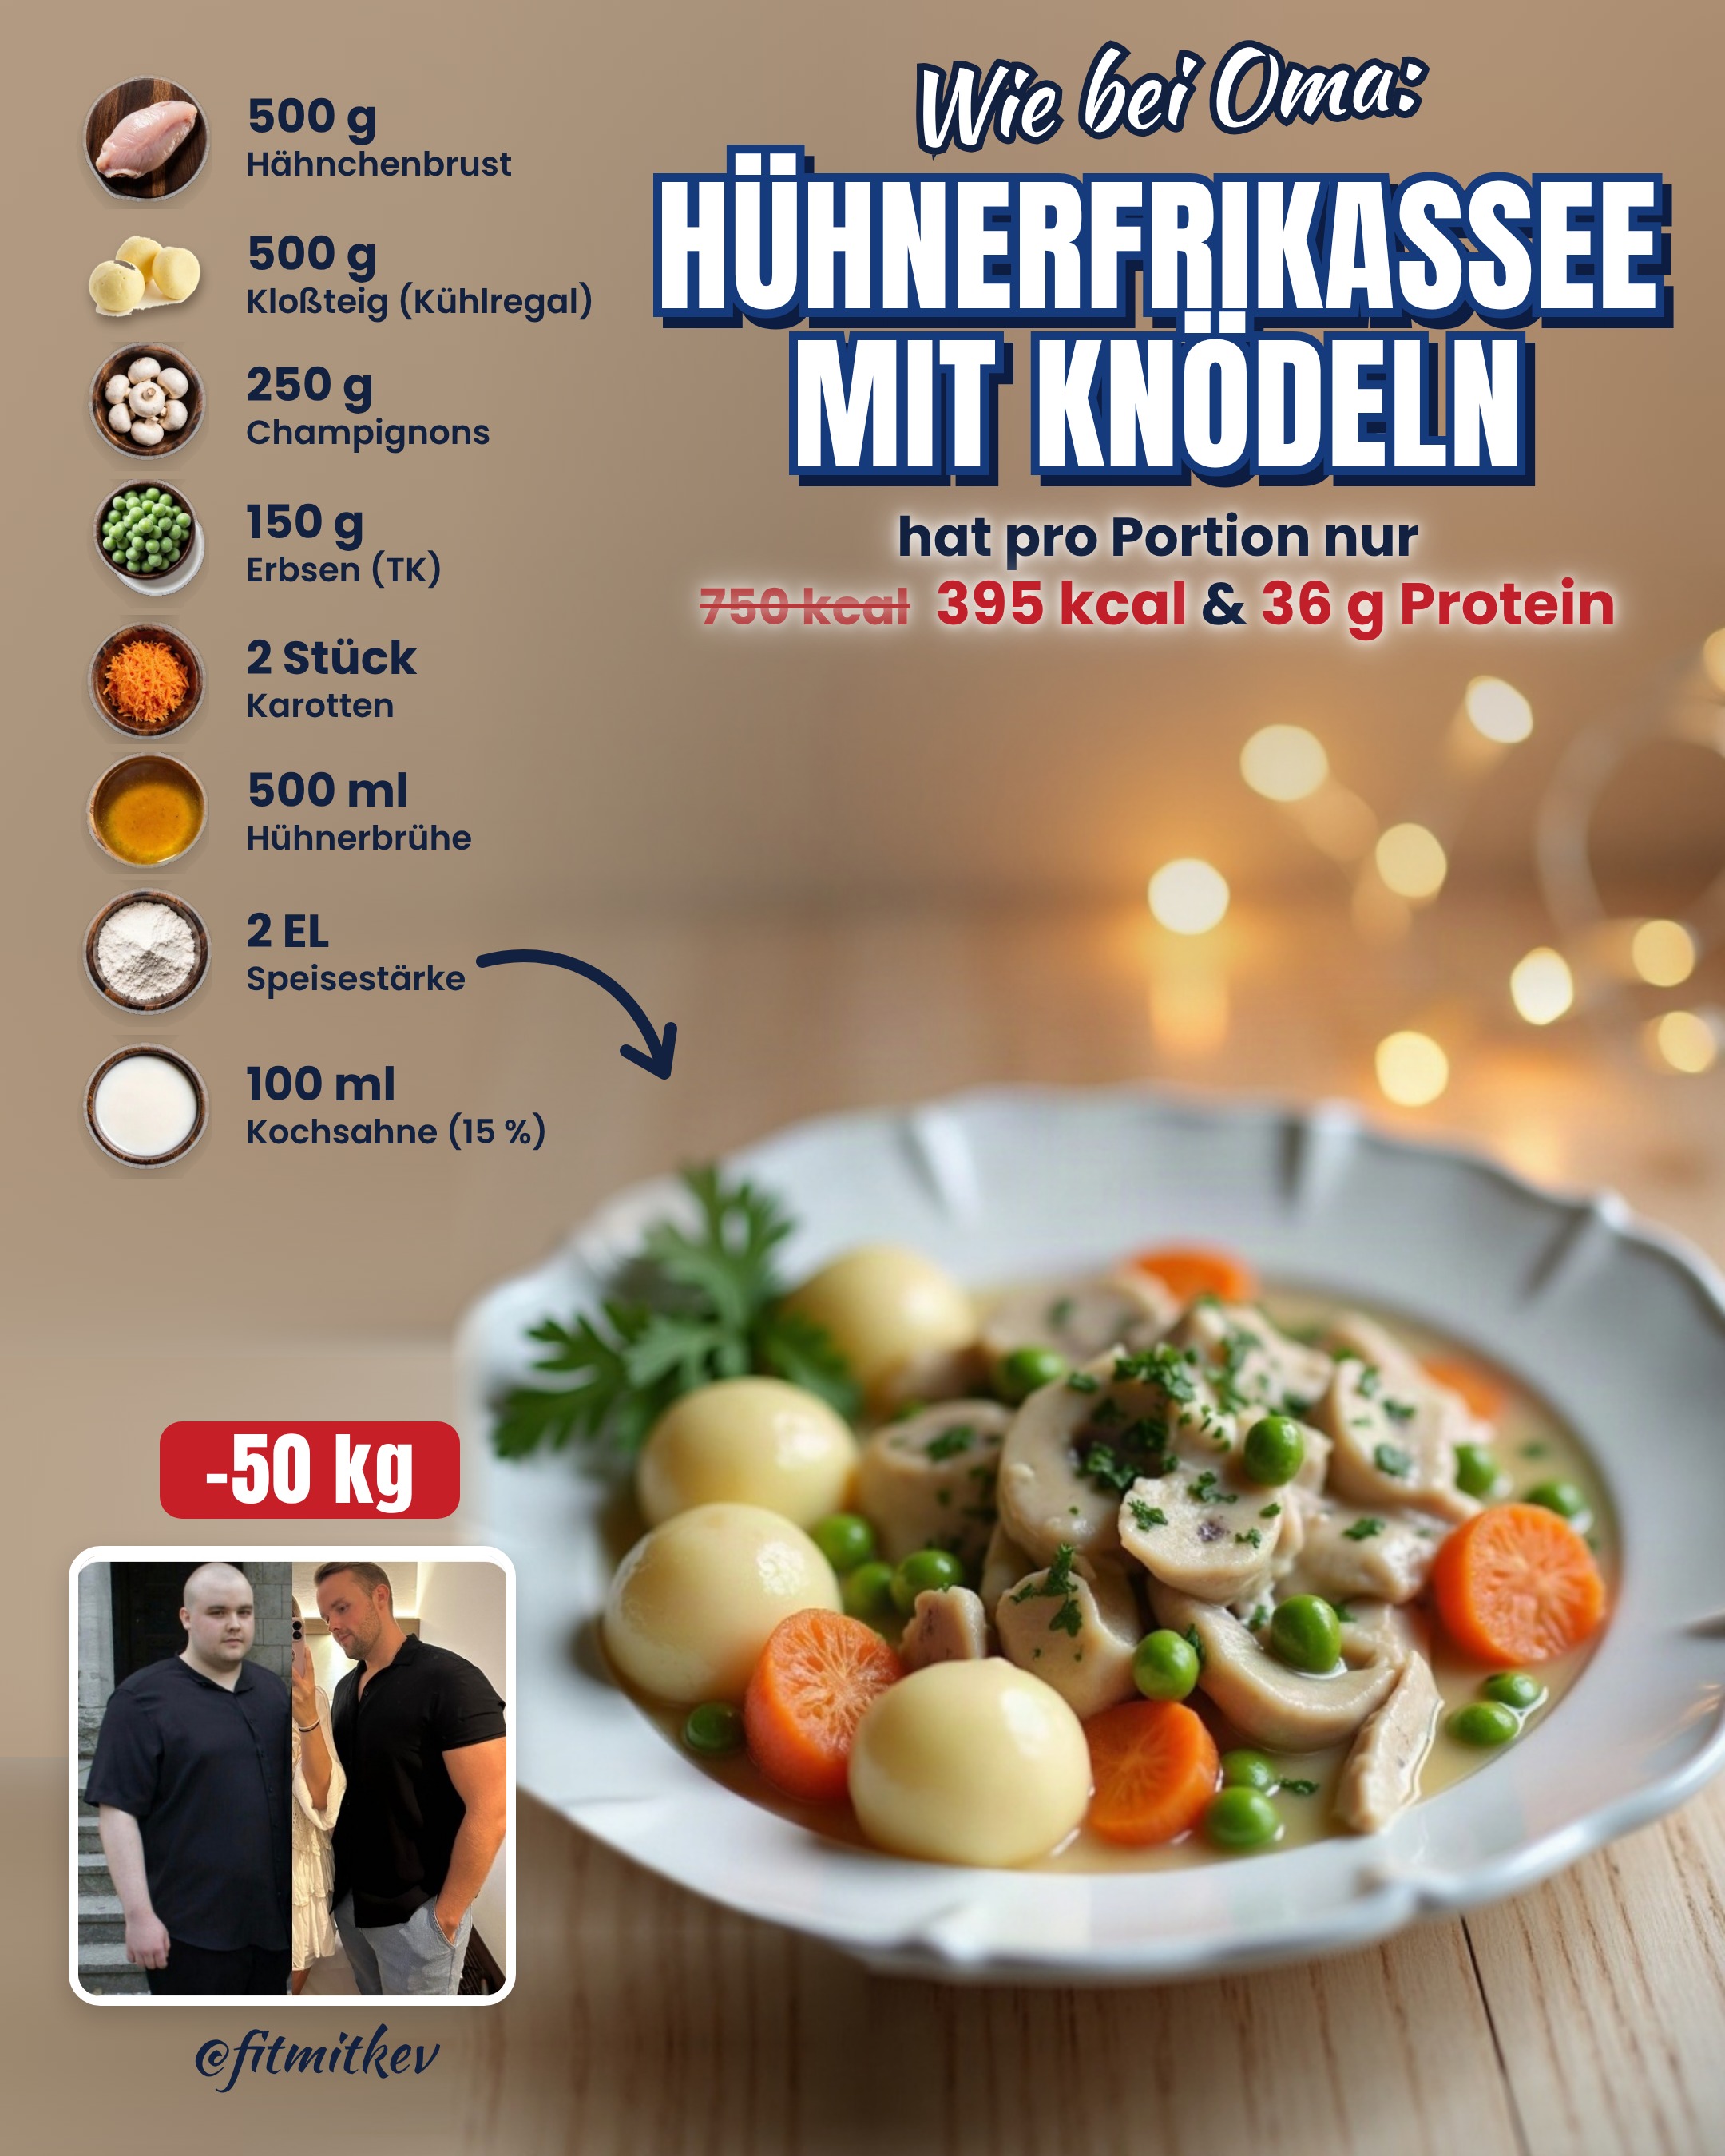 Wie bei Oma:
HÜHNERFRIKASSEE
MIT KNÖDELN
hat pro Portion nur
750 kcal 395 kcal & 36 g Protein
500 g
Hähnchenbrust
500 g
Kloßteig (Kühlregal)
250 g
Champignons
150 g
Erbsen (TK)
2 Stück
Karotten
500 ml
Hühnerbrühe
2 EL
Speisestärke
100 ml
Kochsahne (15 %)
-50 kg
@fitmitkev